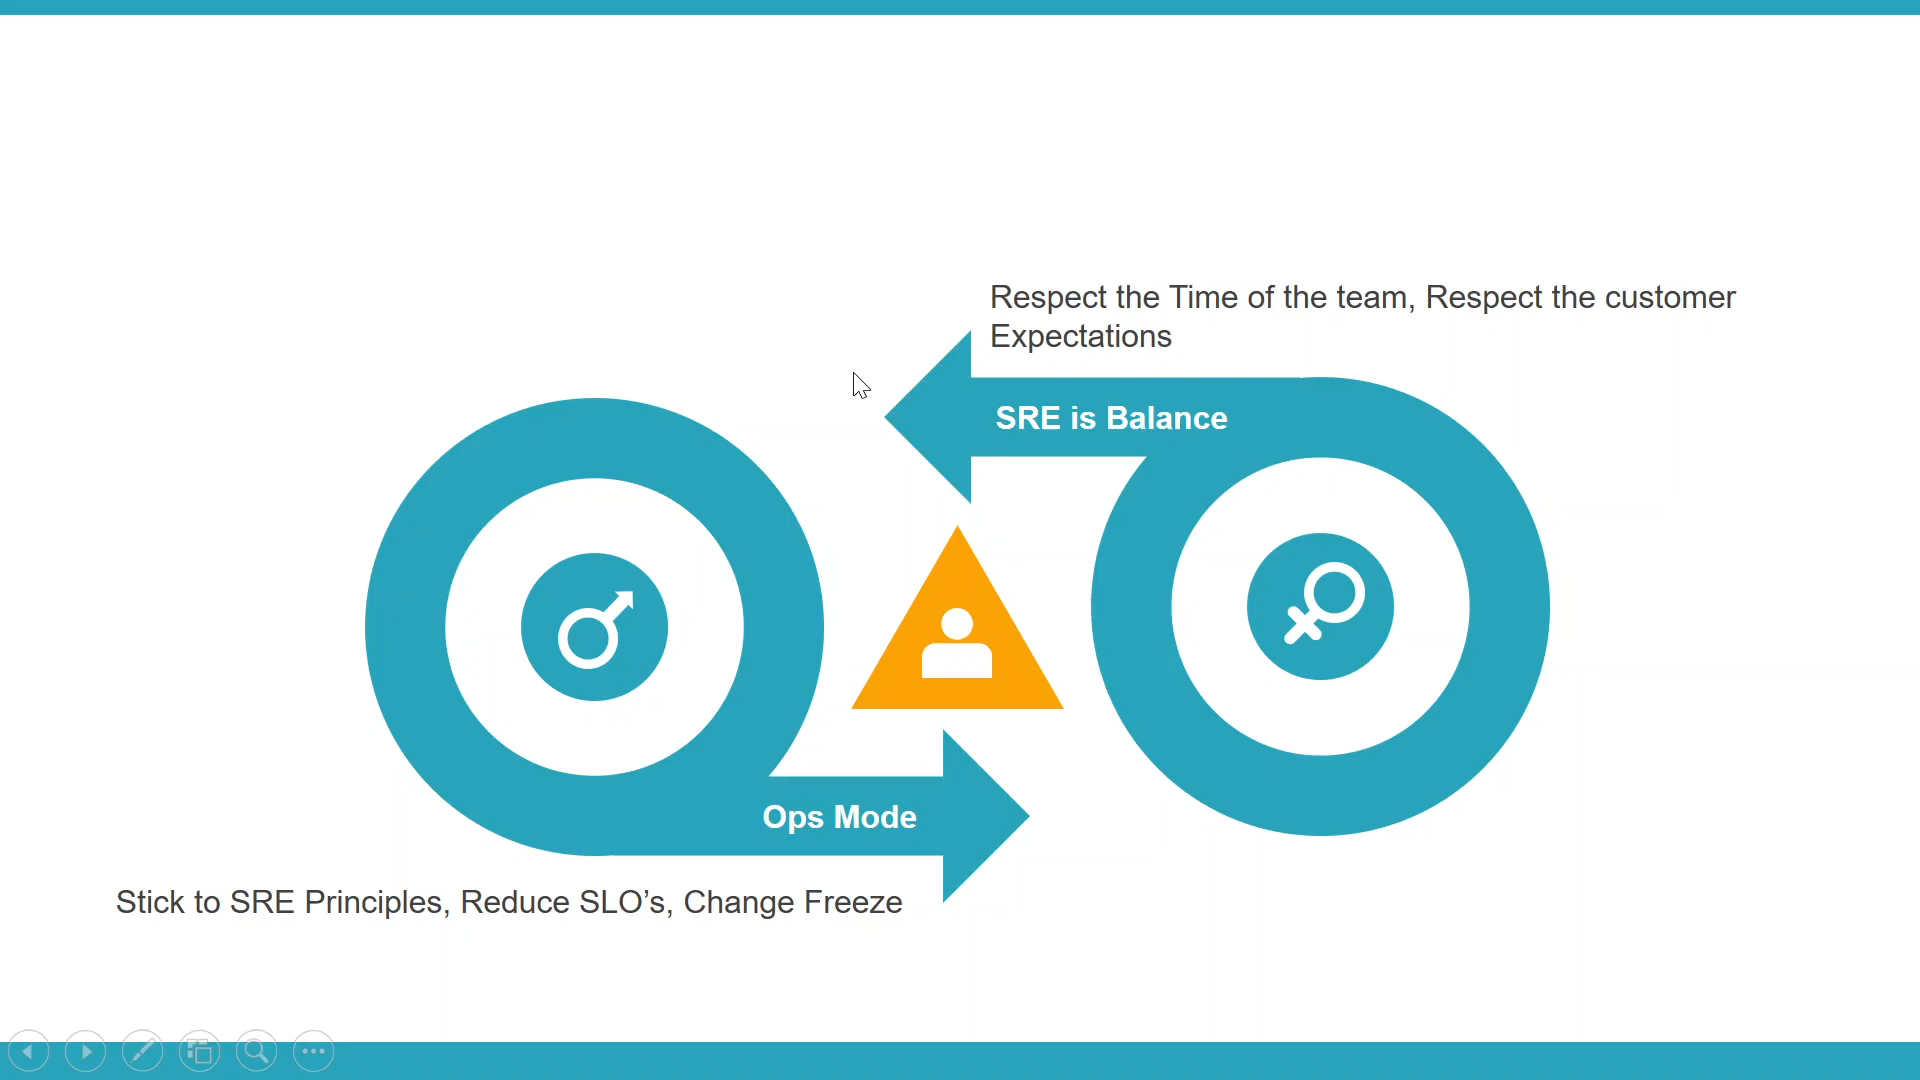 Respect the Time of the team, Respect the customer
Expectations
SRE is Balance
Ops Mode
Stick to SRE Principles, Reduce SLO’s, Change Freeze